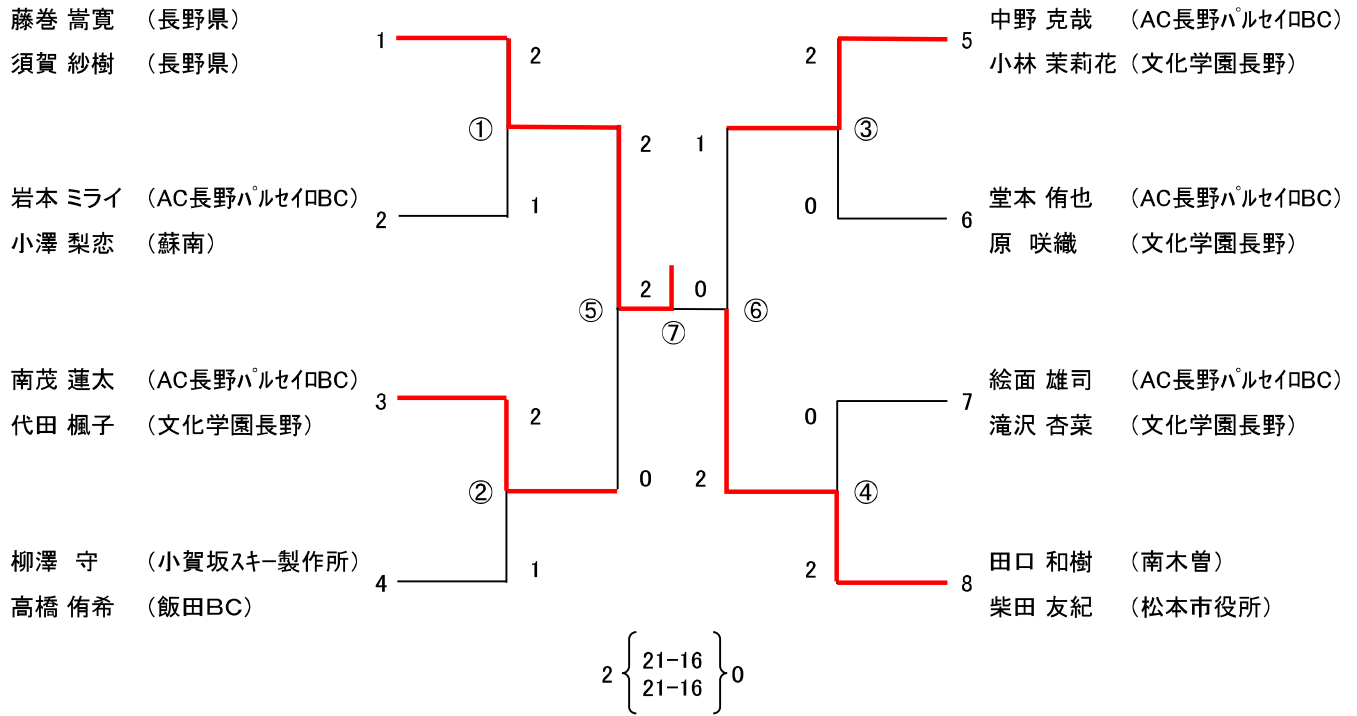 藤巻 嵩寛 （長野県）
須賀 紗樹 （長野県）
1
2
①
岩本 ミライ （AC長野ﾊﾟﾙｾｲﾛBC）
小澤 梨恋 （蘇南）
2
1
2
南茂 蓮太 （AC長野ﾊﾟﾙｾｲﾛBC）
代田 楓子 （文化学園長野）
3
2
②
0
柳澤 守 （小賀坂ｽｷｰ製作所）
高橋 侑希 （飯田BC）
4
1
⑤
2
0
⑦
⑥
中野 克哉 （AC長野ﾊﾟﾙｾｲﾛBC）
小林 茉莉花 （文化学園長野）
5
2
③
1
堂本 侑也 （AC長野ﾊﾟﾙｾｲﾛBC）
原 咲織 （文化学園長野）
6
0
絵面 雄司 （AC長野ﾊﾟﾙｾｲﾛBC）
滝沢 杏菜 （文化学園長野）
7
0
④
2
田口 和樹 （南木曽）
柴田 友紀 （松本市役所）
8
2
21-16
2 { } 0
21-16